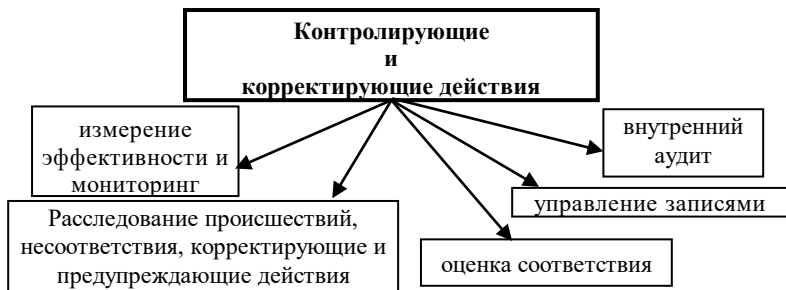 Контролирующие
и
корректирующие действия
измерение
эффективности и
мониторинг
внутренний
аудит
Расследование происшествий,
несоответствия, корректирующие и
предупреждающие действия
управление записями
оценка соответствия